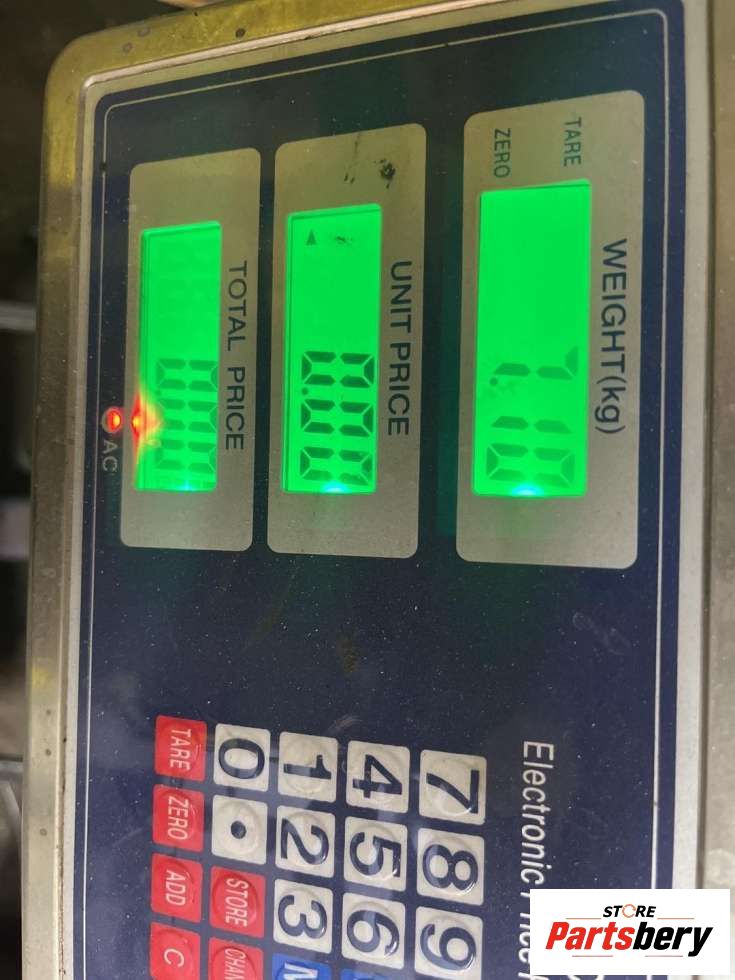 WEIGHT(kg)
TARE
ZERO
7.10
UNIT PRICE
0.00
TOTAL PRICE
AC
Electronic
7 8 9
4 5 6
1 2 3
0 . STORE
TARE ZERO ADD C
STORE
Partsbery